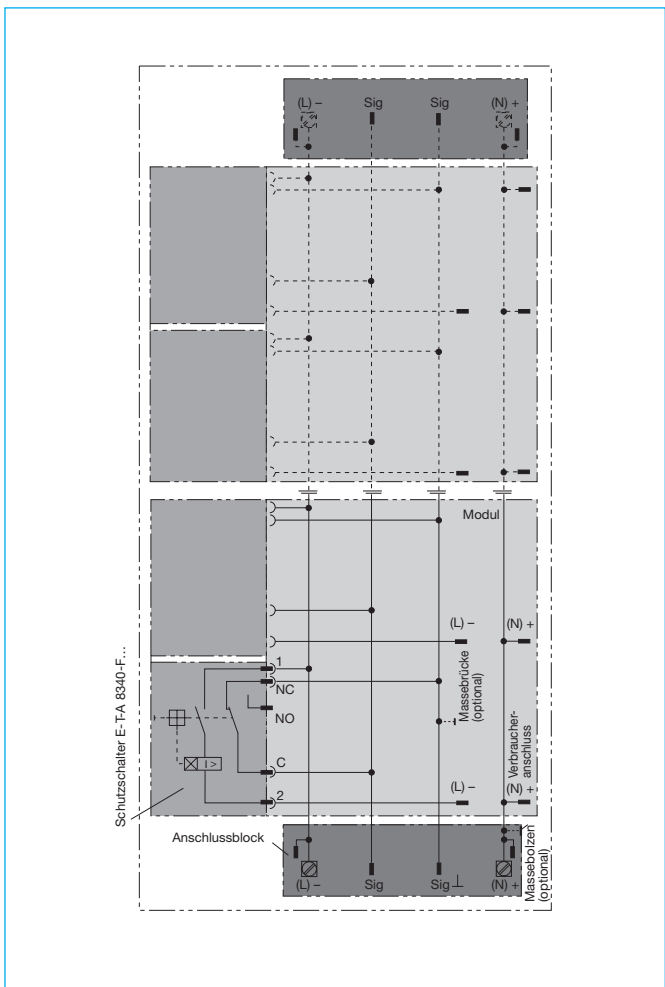 (L) – Sig Sig (N) +
Modul
(L) – (N) +
Massebrücke
(optional)
1
NC
NO
C
2
Schutzschalter E-T-A 8340-F...
I >
Verbraucher-
anschluss
(L) – (N) +
Anschlussblock
Massebolzen
(optional)
(L) – Sig Sig (N) +